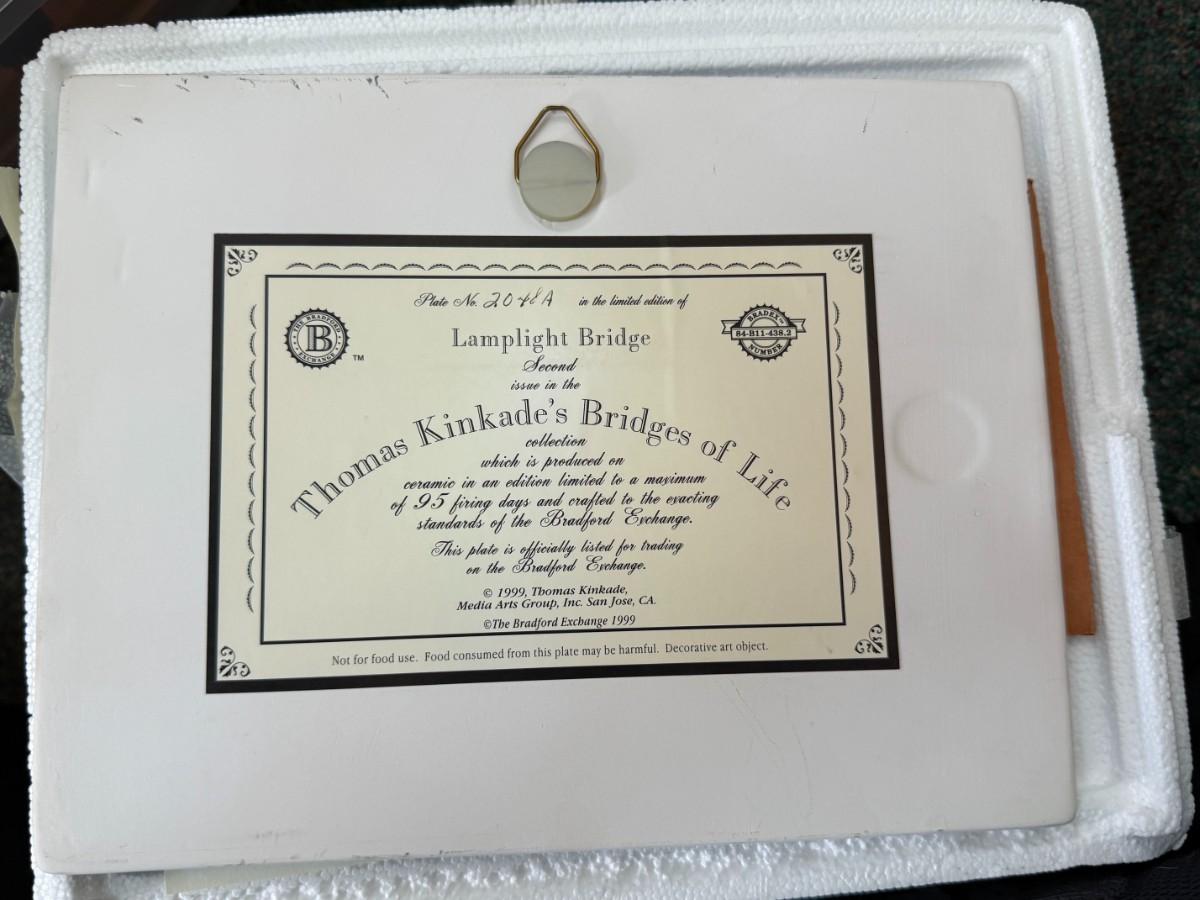 Plate No. 2048A in the limited edition of
THE BRADFORD EXCHANGE
B
TM
BRADEX™
84-B11-438.2
NUMBER
Lamplight Bridge
Second
issue in the
Thomas Kinkade's Bridges of Life
collection
which is produced on
ceramic in an edition limited to a maximum
of 95 firing days and crafted to the exacting
standards of the Bradford Exchange.
This plate is officially listed for trading
on the Bradford Exchange.
© 1999, Thomas Kinkade,
Media Arts Group, Inc. San Jose, CA.
©The Bradford Exchange 1999
Not for food use. Food consumed from this plate may be harmful. Decorative art object.